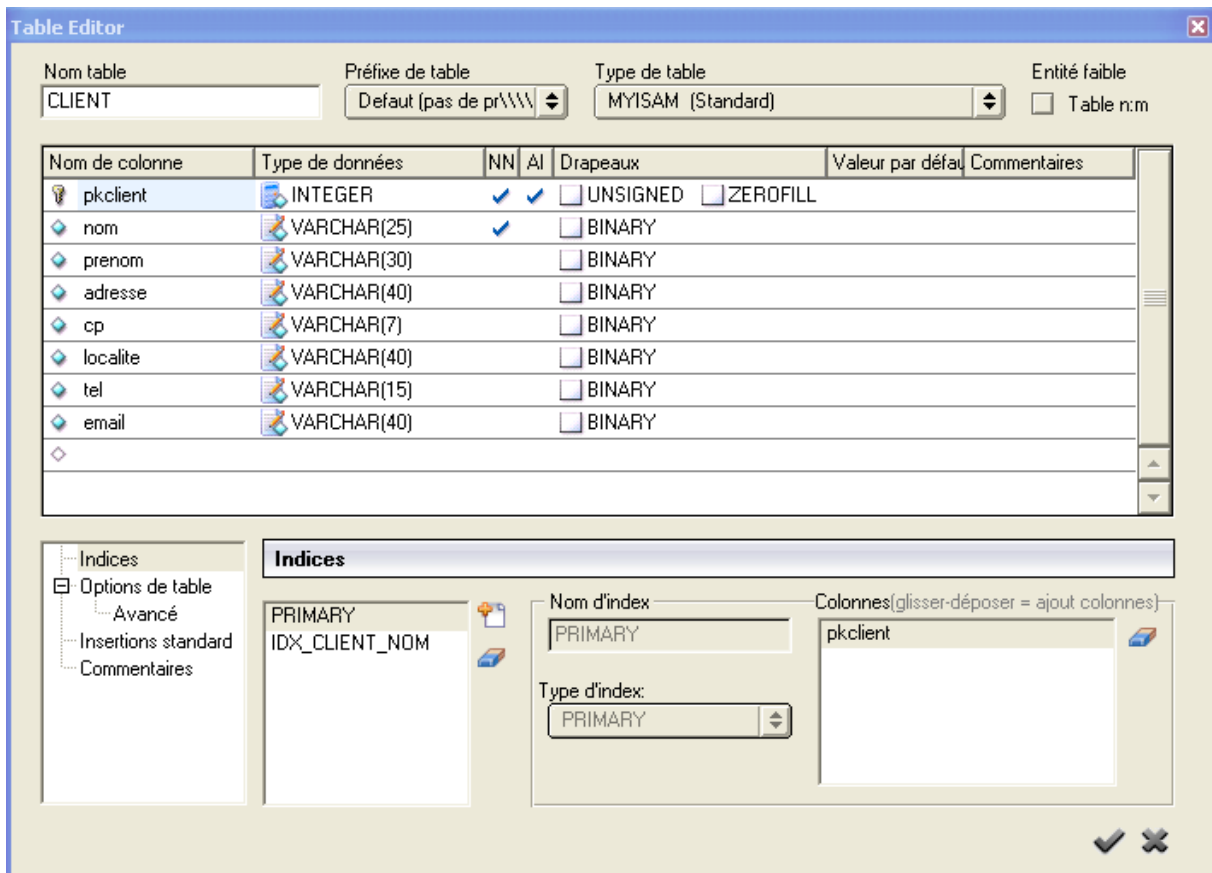 Table Editor
Nom table Préfixe de table Type de table Entité faible
CLIENT Defaut (pas de pr\\\\ MYISAM (Standard) Table n:m
Nom de colonne Type de données NN AI Drapeaux Valeur par défau Commentaires
pkclient INTEGER UNSIGNED ZEROFILL
nom VARCHAR(25) BINARY
prenom VARCHAR(30) BINARY
adresse VARCHAR(40) BINARY
cp VARCHAR(7) BINARY
localite VARCHAR(40) BINARY
tel VARCHAR(15) BINARY
email VARCHAR(40) BINARY
Indices
Options de table
Avancé
Insertions standard
Commentaires
Indices
PRIMARY
IDX_CLIENT_NOM
Nom d'index
PRIMARY
Type d'index:
PRIMARY
Colonnes(glisser-déposer = ajout colonnes)
pkclient